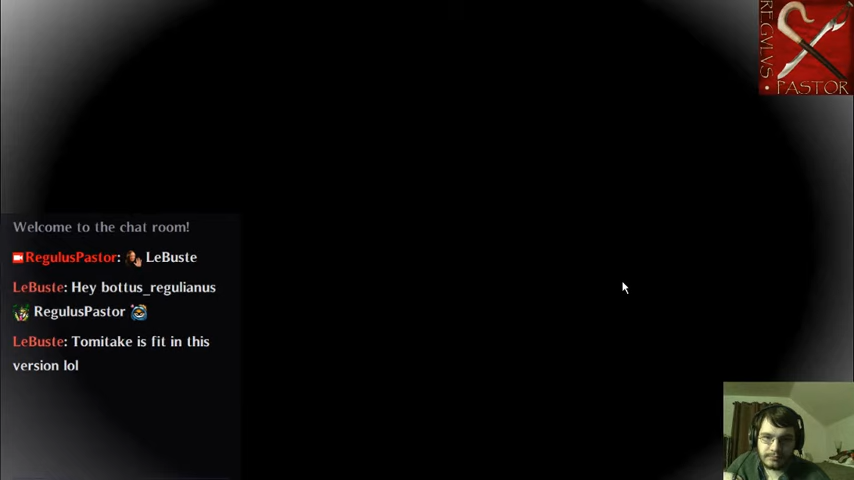 REGVLVS
• PASTOR
Welcome to the chat room!
RegulusPastor: LeBuste
LeBuste: Hey bottus_regulianus
RegulusPastor
LeBuste: Tomitake is fit in this
version lol